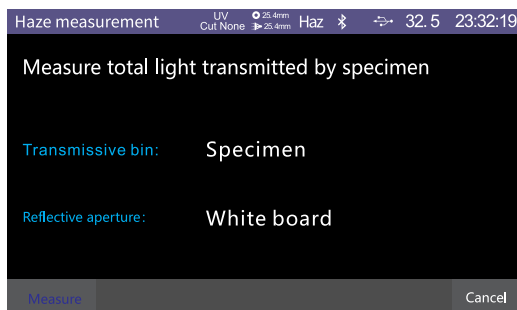 Haze measurement UV Cut None 25.4mm 25.4mm Haz 32.5 23:32:19
Measure total light transmitted by specimen
Transmissive bin: Specimen
Reflective aperture: White board
Measure Cancel